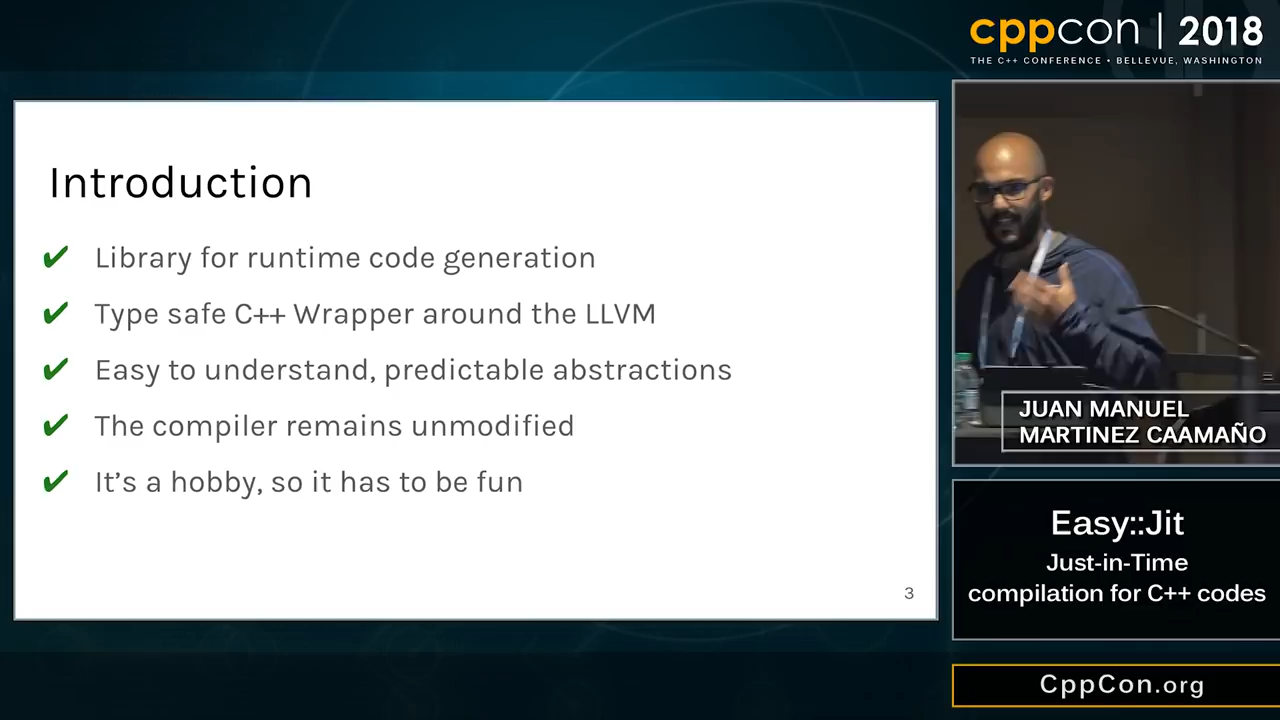 cppcon | 2018
THE C++ CONFERENCE • BELLEVUE, WASHINGTON
Introduction
✔ Library for runtime code generation
✔ Type safe C++ Wrapper around the LLVM
✔ Easy to understand, predictable abstractions
✔ The compiler remains unmodified
✔ It’s a hobby, so it has to be fun
3
JUAN MANUEL
MARTINEZ CAAMAÑO
Easy::Jit
Just-in-Time
compilation for C++ codes
CppCon.org